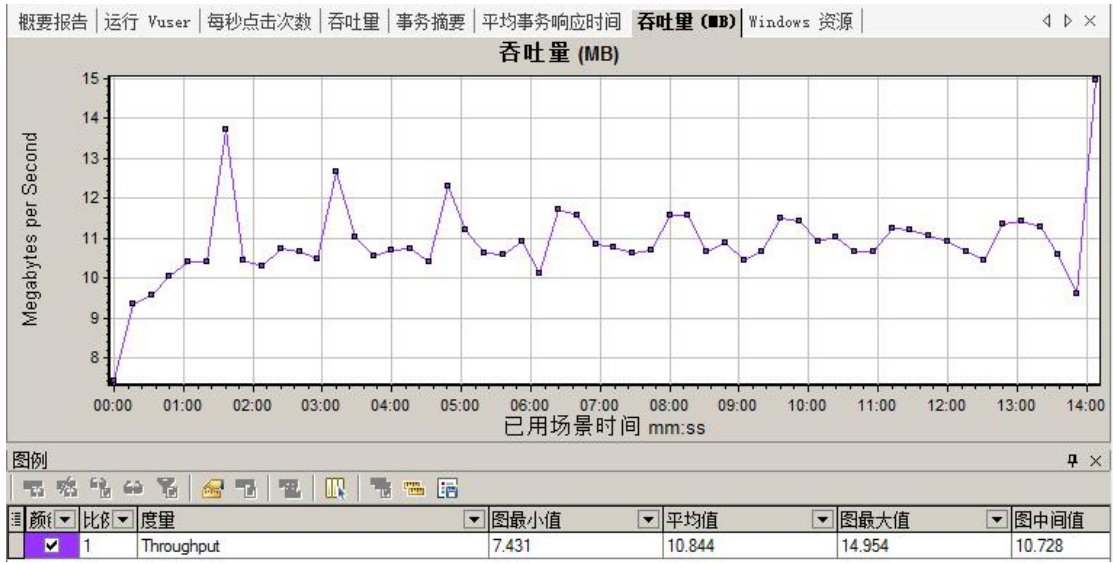 概要报告 运行 Vuser 每秒点击次数 吞吐量 事务摘要 平均事务响应时间 吞吐量 (MB) Windows 资源
吞吐量 (MB)
Megabytes per Second
15
14
13
12
11
10
9
8
00:00 01:00 02:00 03:00 04:00 05:00 06:00 07:00 08:00 09:00 10:00 11:00 12:00 13:00 14:00
已用场景时间 mm:ss
图例
颜 比例 度量 图最小值 平均值 图最大值 图中间值
1 Throughput 7.431 10.844 14.954 10.728